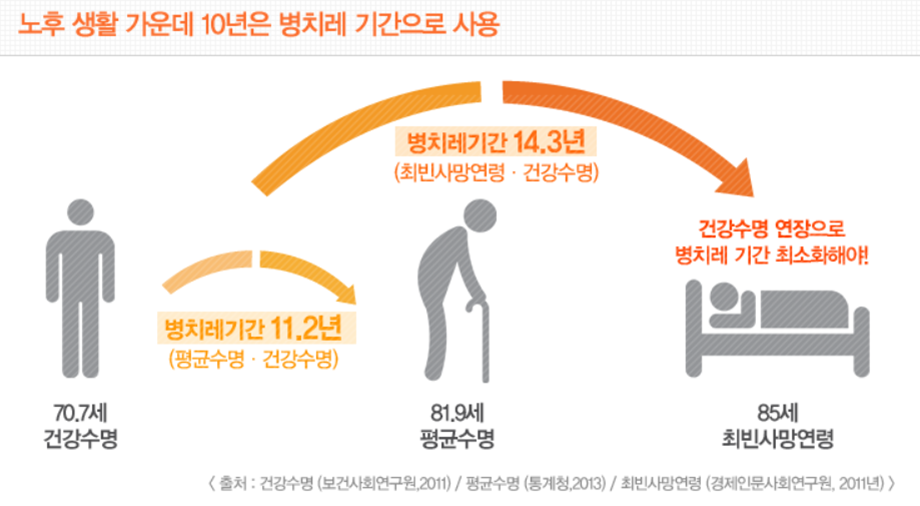 노후 생활 가운데 10년은 병치레 기간으로 사용
병치레기간 14.3년
(최빈사망연령 · 건강수명)
건강수명 연장으로
병치레 기간 최소화해야!
병치레기간 11.2년
(평균수명 · 건강수명)
70.7세
건강수명
81.9세
평균수명
85세
최빈사망연령
< 출처 : 건강수명 (보건사회연구원,2011) / 평균수명 (통계청,2013) / 최빈사망연령 (경제인문사회연구원, 2011년) >